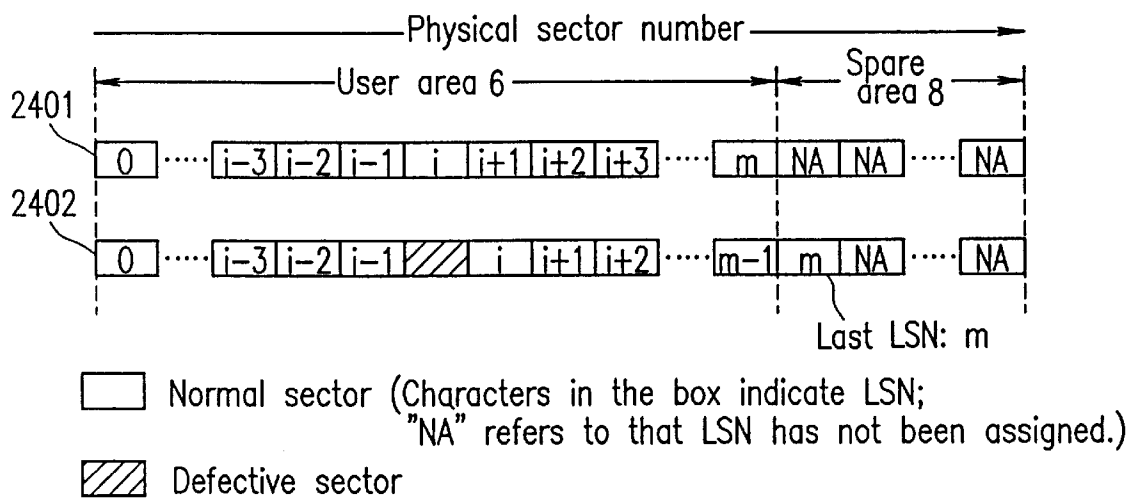 Physical sector number
User area 6
Spare area 8
2401
0 ····· i-3 i-2 i-1 i i+1 i+2 i+3 ····· m NA NA ····· NA
2402
0 ····· i-3 i-2 i-1 i i+1 i+2 ····· m-1 m NA ····· NA
Last LSN: m
Normal sector (Characters in the box indicate LSN;
"NA" refers to that LSN has not been assigned.)
Defective sector